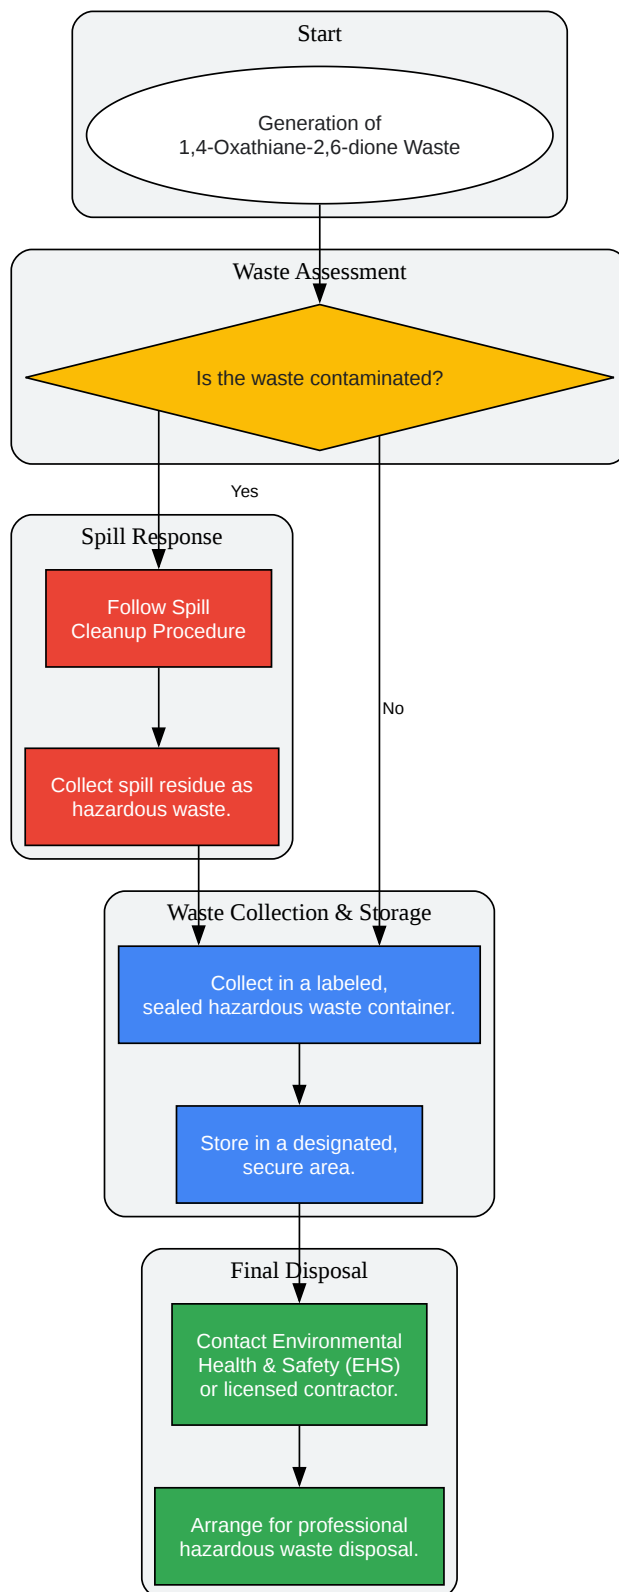 Start
Generation of
1,4-Oxathiane-2,6-dione Waste
Waste Assessment
Is the waste contaminated?
Yes
Spill Response
Follow Spill
Cleanup Procedure
No
Collect spill residue as
hazardous waste.
Waste Collection & Storage
Collect in a labeled,
sealed hazardous waste container.
Store in a designated,
secure area.
Final Disposal
Contact Environmental
Health & Safety (EHS)
or licensed contractor.
Arrange for professional
hazardous waste disposal.